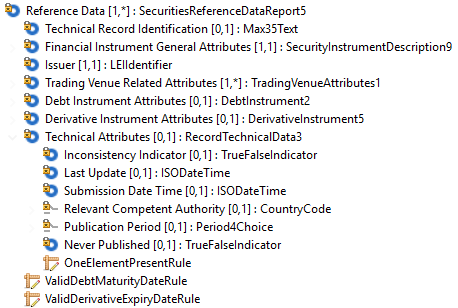 Reference Data [1,*] : SecuritiesReferenceDataReport5
Technical Record Identification [0,1] : Max35Text
Financial Instrument General Attributes [1,1] : SecurityInstrumentDescription9
Issuer [1,1] : LEIIdentifier
Trading Venue Related Attributes [1,*] : TradingVenueAttributes1
Debt Instrument Attributes [0,1] : DebtInstrument2
Derivative Instrument Attributes [0,1] : DerivativeInstrument5
Technical Attributes [0,1] : RecordTechnicalData3
Inconsistency Indicator [0,1] : TrueFalseIndicator
Last Update [0,1] : ISODateTime
Submission Date Time [0,1] : ISODateTime
Relevant Competent Authority [0,1] : CountryCode
Publication Period [0,1] : Period4Choice
Never Published [0,1] : TrueFalseIndicator
OneElementPresentRule
ValidDebtMaturityDateRule
ValidDerivativeExpiryDateRule